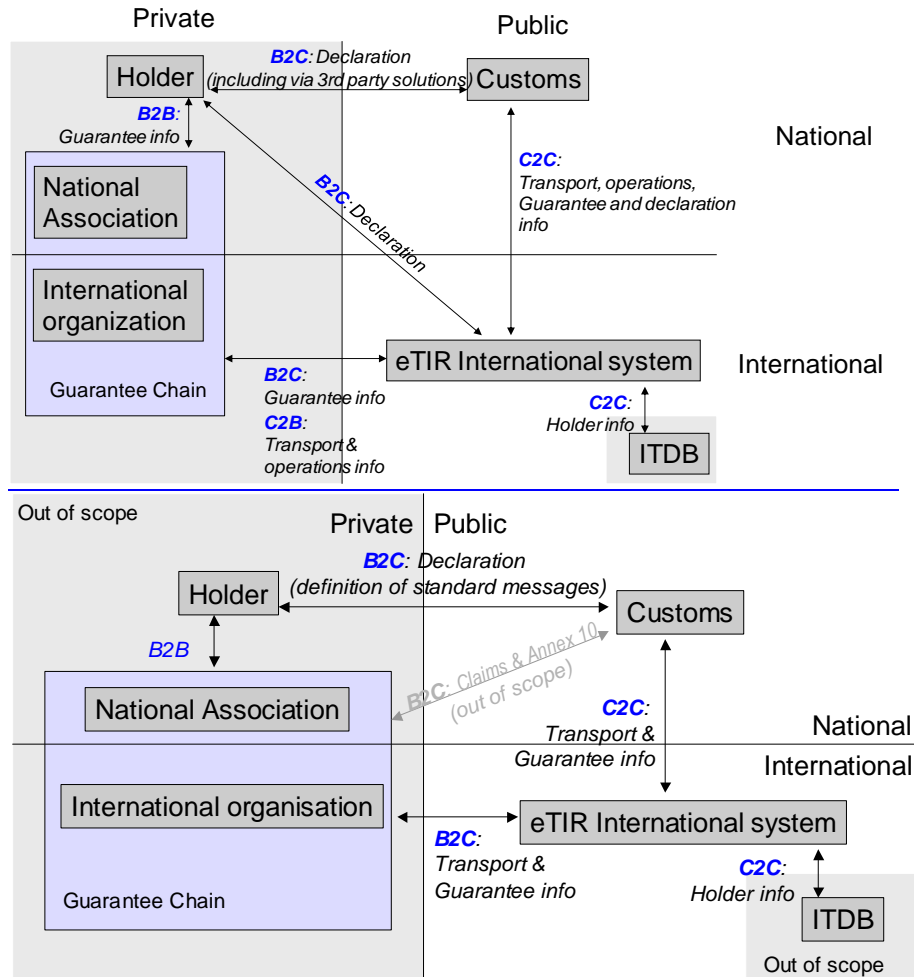 Private
Public
B2C: Declaration
(including via 3rd party solutions)
Holder
Customs
B2B:
Guarantee info
National
C2C:
Transport, operations,
Guarantee and declaration
info
B2C: Declaration
National
Association
International
organization
Guarantee Chain
eTIR International system
International
B2C:
Guarantee info
C2B:
Transport &
operations info
C2C:
Holder info
ITDB
Out of scope
Private
Public
B2C: Declaration
(definition of standard messages)
Holder
Customs
B2B
B2C: Claims & Annex 10
(out of scope)
National Association
C2C:
Transport &
Guarantee info
National
International
International organisation
eTIR International system
B2C:
Transport &
Guarantee info
C2C:
Holder info
Guarantee Chain
ITDB
Out of scope